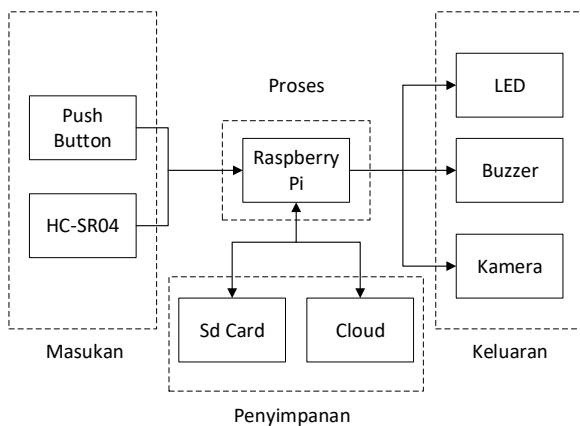 Push
Button
HC-SR04
Masukan
Proses
Raspberry
Pi
Sd Card
Cloud
Penyimpanan
LED
Buzzer
Kamera
Keluaran